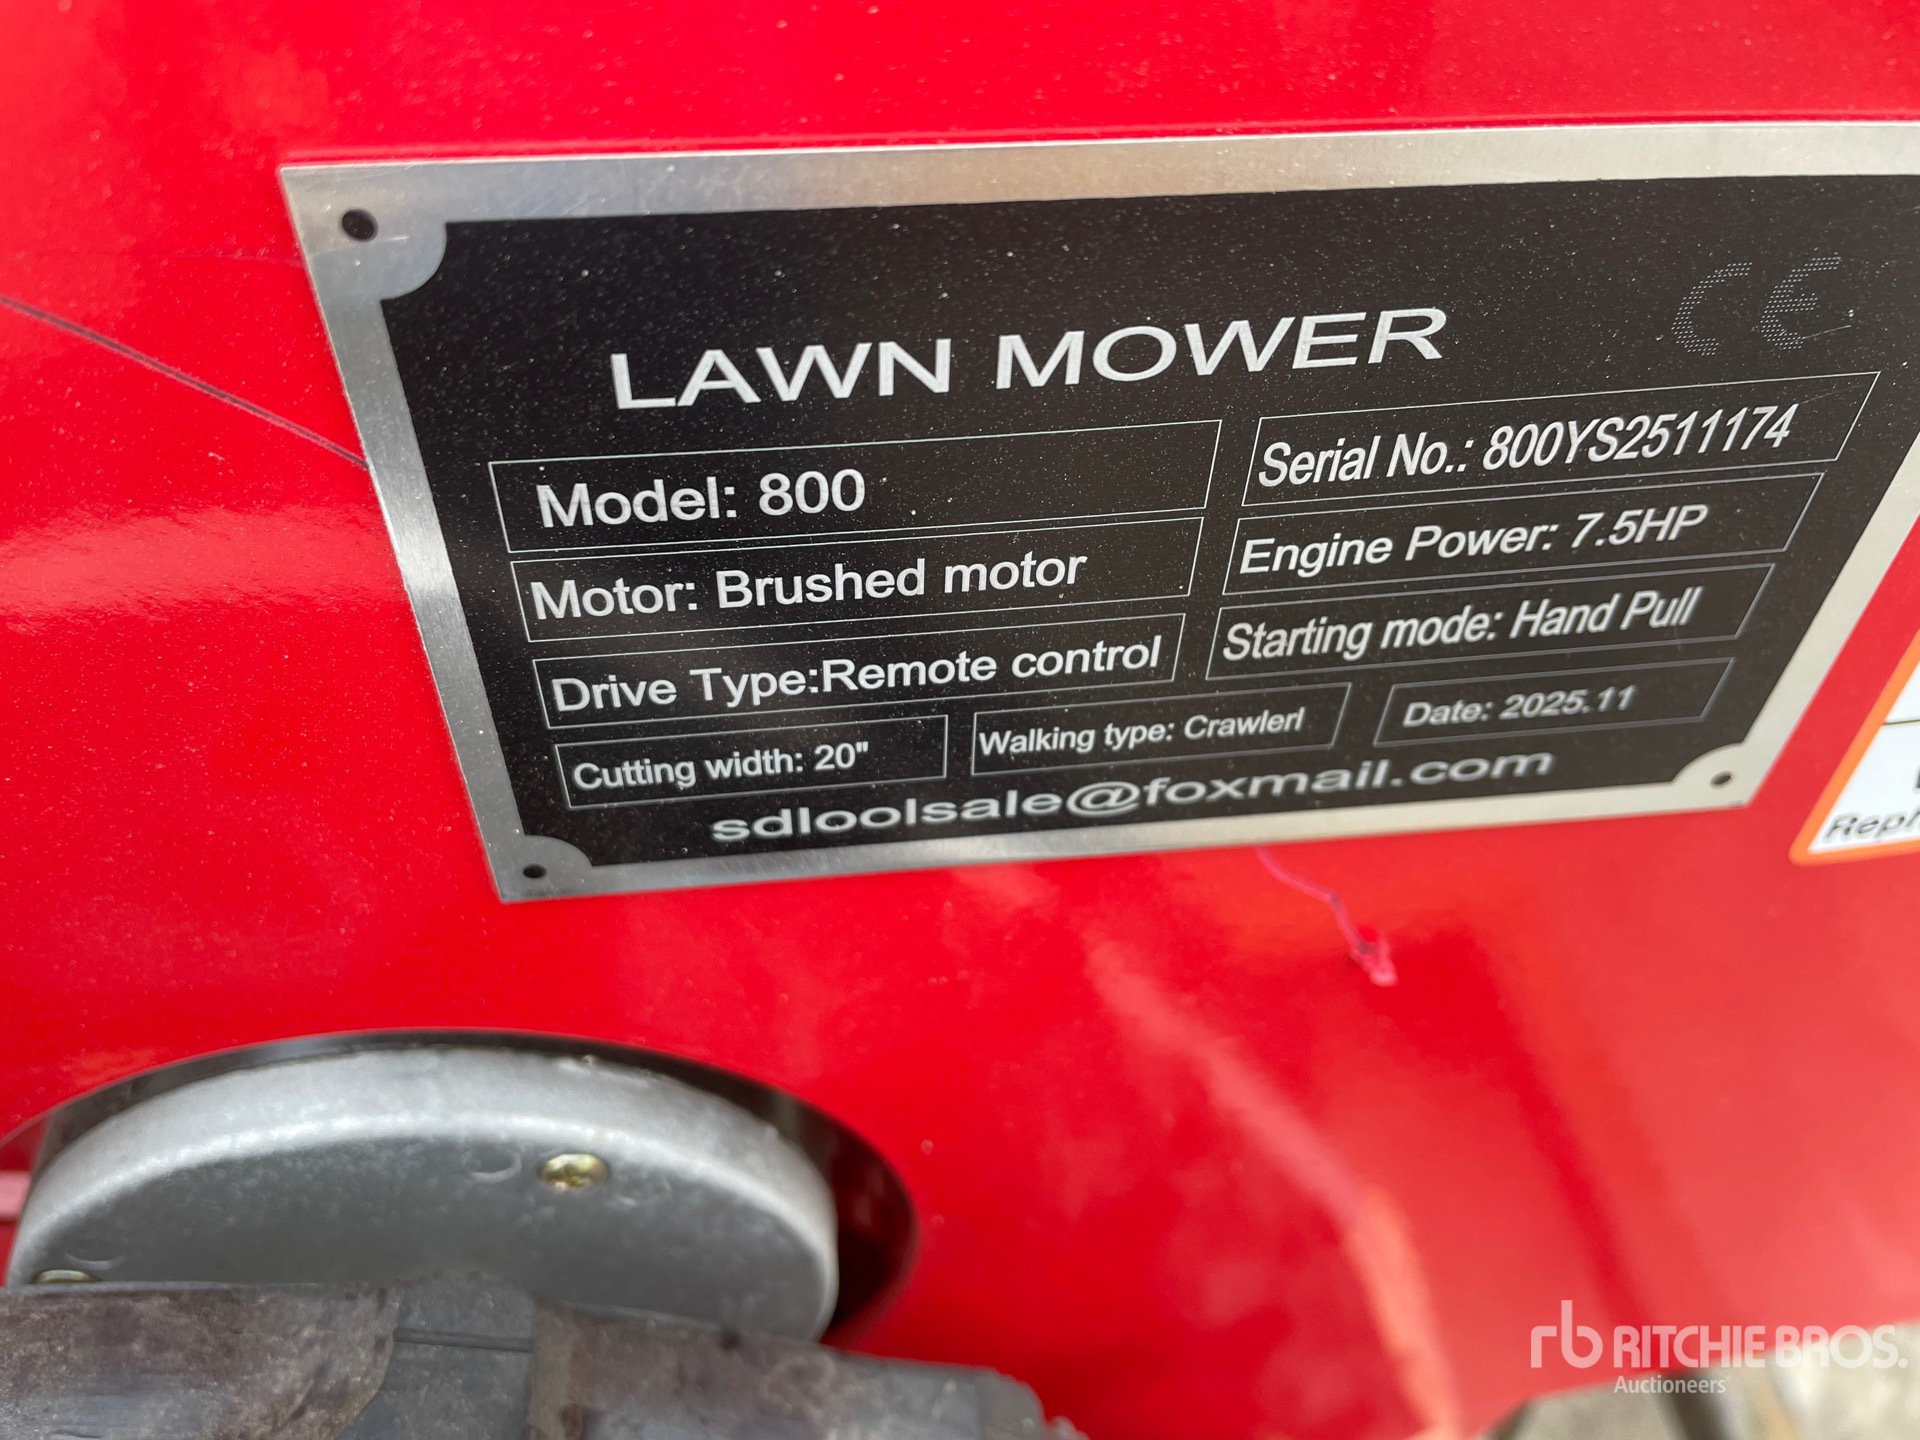 CE
LAWN MOWER
Model: 800
Serial No.: 800YS2511174
Motor: Brushed motor
Engine Power: 7.5HP
Drive Type:Remote control
Starting mode: Hand Pull
Cutting width: 20"
Walking type: Crawlerl
Date: 2025.11
sdloolsale@foxmail.com
rb RITCHIE BROS.
Auctioneers